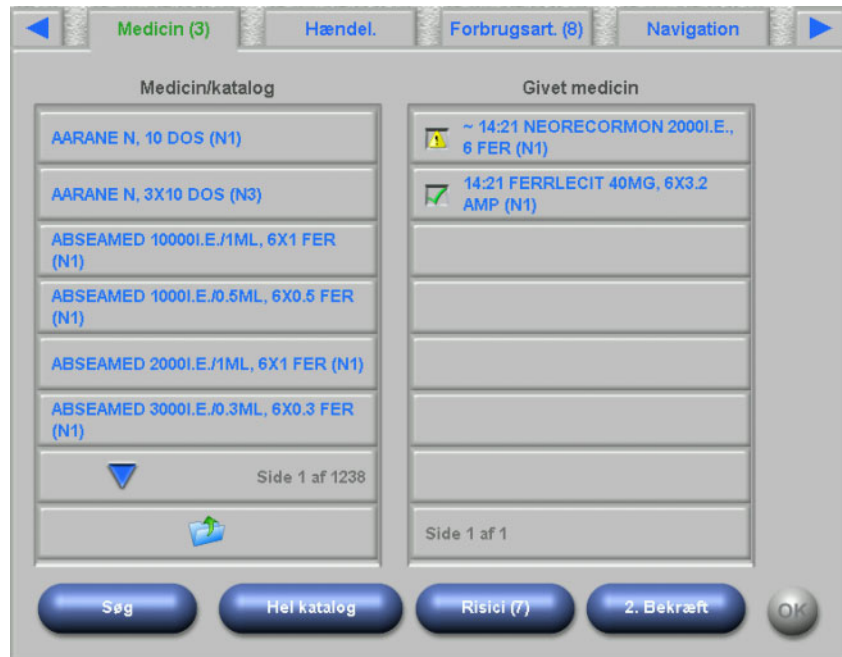 Medicin (3)
Hændel.
Forbrugsart. (8)
Navigation
Medicin/katalog
AARANE N, 10 DOS (N1)
AARANE N, 3X10 DOS (N3)
ABSEAMED 10000I.E./1ML, 6X1 FER
(N1)
ABSEAMED 1000I.E./0.5ML, 6X0.5 FER
(N1)
ABSEAMED 2000I.E./1ML, 6X1 FER (N1)
ABSEAMED 3000I.E./0.3ML, 6X0.3 FER
(N1)
Side 1 af 1238
Givet medicin
~ 14:21 NEORECORMON 2000I.E.,
6 FER (N1)
14:21 FERRLECIT 40MG, 6X3.2
AMP (N1)
Side 1 af 1
Søg
Hel katalog
Risici (7)
2. Bekræft
OK